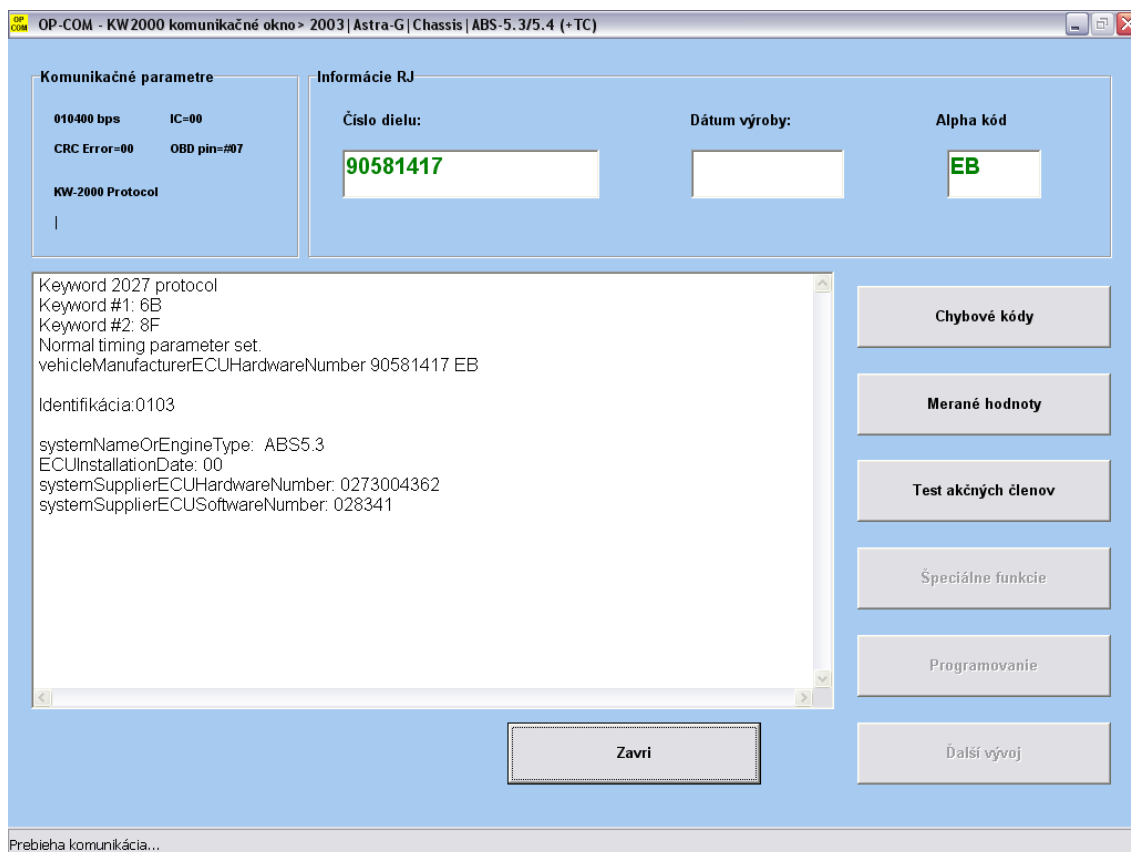 OP COM
OP-COM - KW2000 komunikačné okno> 2003|Astra-G|Chassis|ABS-5.3/5.4 (+TC)
Komunikačné parametre
010400 bps IC=00
CRC Error=00 OBD pin=#07
KW-2000 Protocol
|
Informácie RJ
Číslo dielu: Dátum výroby: Alpha kód
90581417 EB
Keyword 2027 protocol
Keyword #1: 6B
Keyword #2: 8F
Normal timing parameter set.
vehicleManufacturerECUHardwareNumber 90581417 EB
Identifikácia:0103
systemNameOrEngineType:  ABS5.3
ECUInstallationDate: 00
systemSupplierECUHardwareNumber: 0273004362
systemSupplierECUSoftwareNumber: 028341
Chybové kódy
Merané hodnoty
Test akčných členov
Špeciálne funkcie
Programovanie
Ďalší vývoj
Zavri
Prebieha komunikácia...